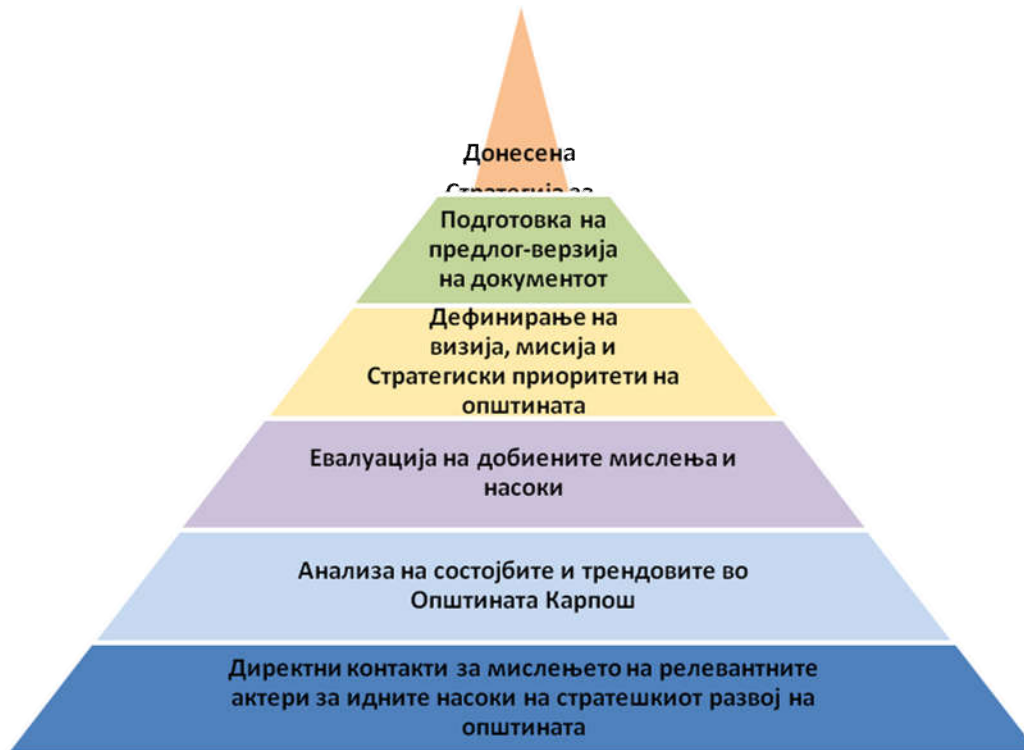 Донесена
Стратегија за
Подготовка на
предлог-верзија
на документот
Дефинирање на
визија, мисија и
Стратегиски приоритети на
општината
Евалуација на добиените мислења и
насоки
Анализа на состојбите и трендовите во
Општината Карпош
Директни контакти за мислењето на релевантните
актери за идните насоки на стратешкиот развој на
општината